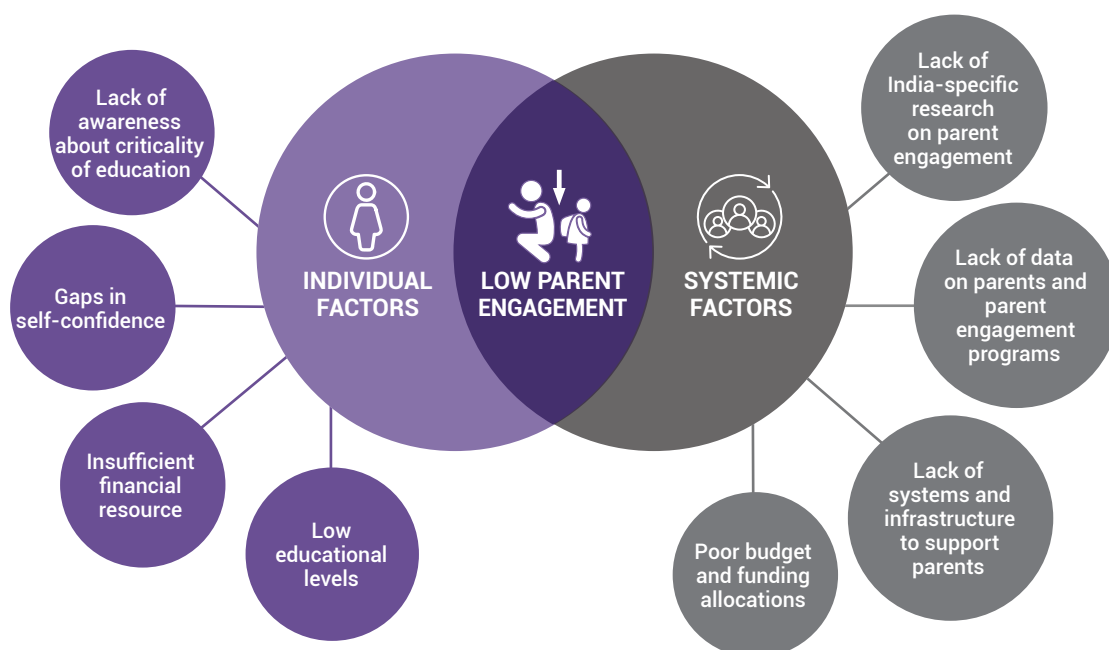 Lack of
awareness
about criticality
of education
Gaps in
self-confidence
Insufficient
financial
resource
Low
educational
levels
INDIVIDUAL
FACTORS
LOW PARENT
ENGAGEMENT
SYSTEMIC
FACTORS
Lack of
India-specific
research
on parent
engagement
Lack of data
on parents and
parent
engagement
programs
Lack of
systems and
infrastructure
to support
parents
Poor budget
and funding
allocations